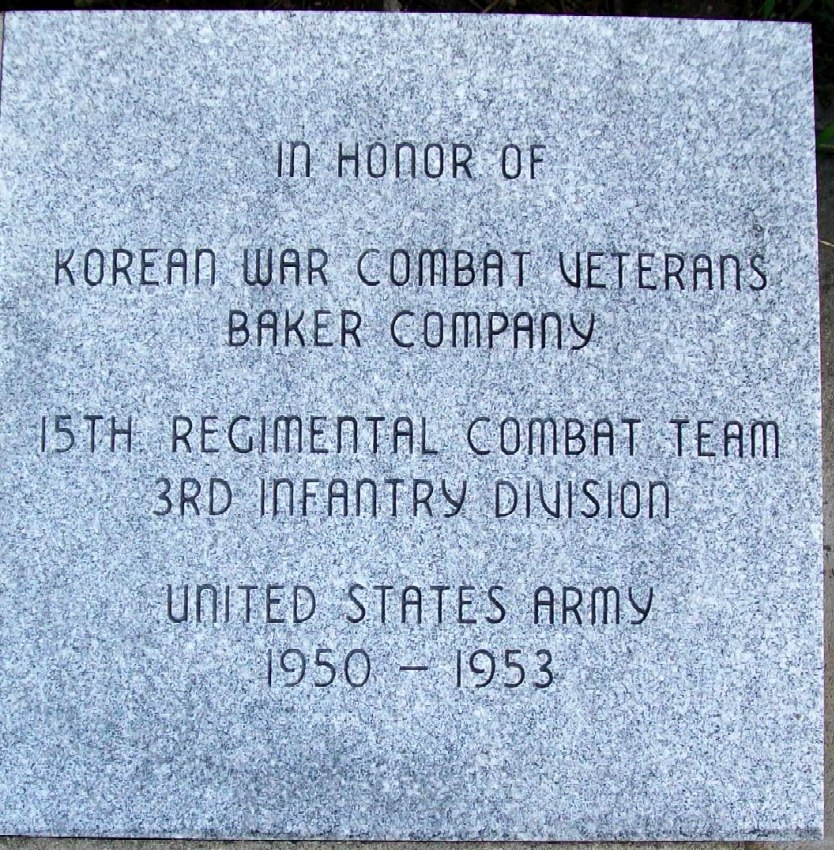 IN HONOR OF
KOREAN WAR COMBAT VETERANS
BAKER COMPANY
15TH REGIMENTAL COMBAT TEAM
3RD INFANTRY DIVISION
UNITED STATES ARMY
1950 – 1953